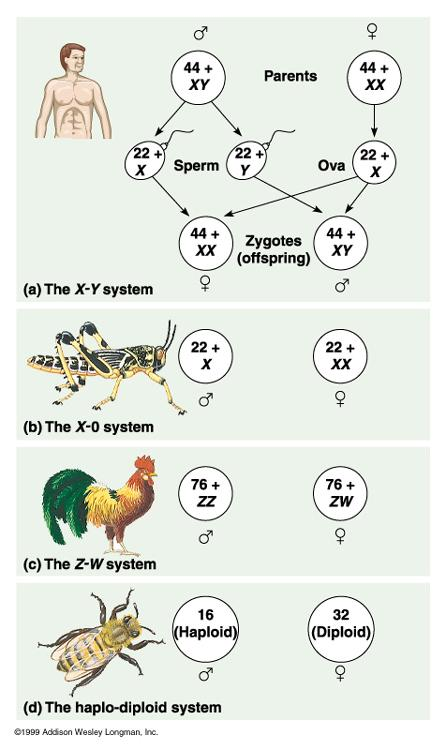 ♂ ♀
44 +
XY
Parents
44 +
XX
22 +
X
Sperm
22 +
Y
Ova
22 +
X
44 +
XX
Zygotes
(offspring)
44 +
XY
♀ ♂
(a) The X-Y system
22 +
X
22 +
XX
♂ ♀
(b) The X-0 system
76 +
ZZ
76 +
ZW
♂ ♀
(c) The Z-W system
16
(Haploid)
32
(Diploid)
♂ ♀
(d) The haplo-diploid system
©1999 Addison Wesley Longman, Inc.